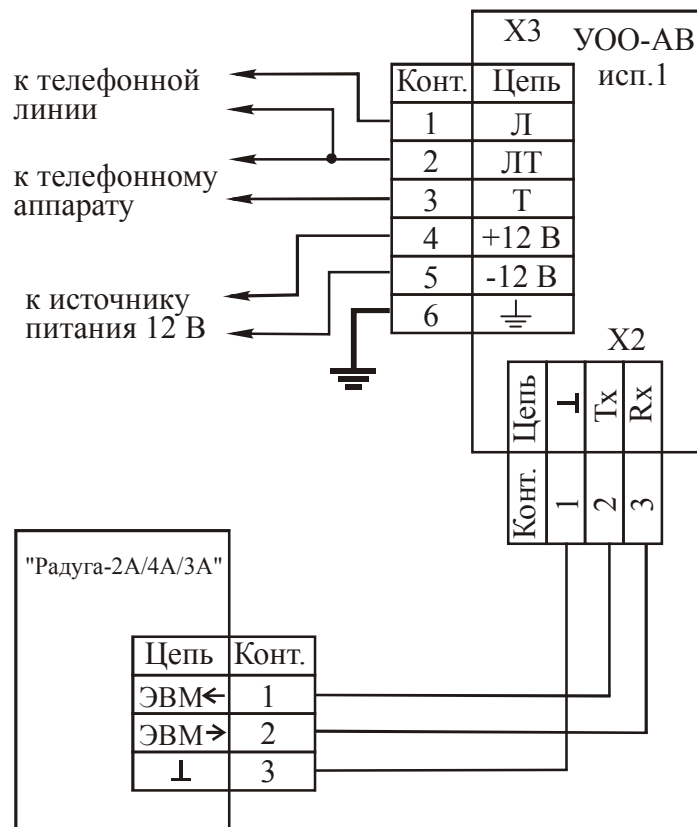 X3
УОО-АВ
исп.1
к телефонной
линии
к телефонному
аппарату
к источнику
питания 12 В
Конт. Цепь
1 Л
2 ЛТ
3 Т
4 +12 В
5 -12 В
6
X2
Цепь Tx Rx
Конт. 1 2 3
"Радуга-2А/4А/3А"
Цепь Конт.
ЭВМ 1
ЭВМ 2
3